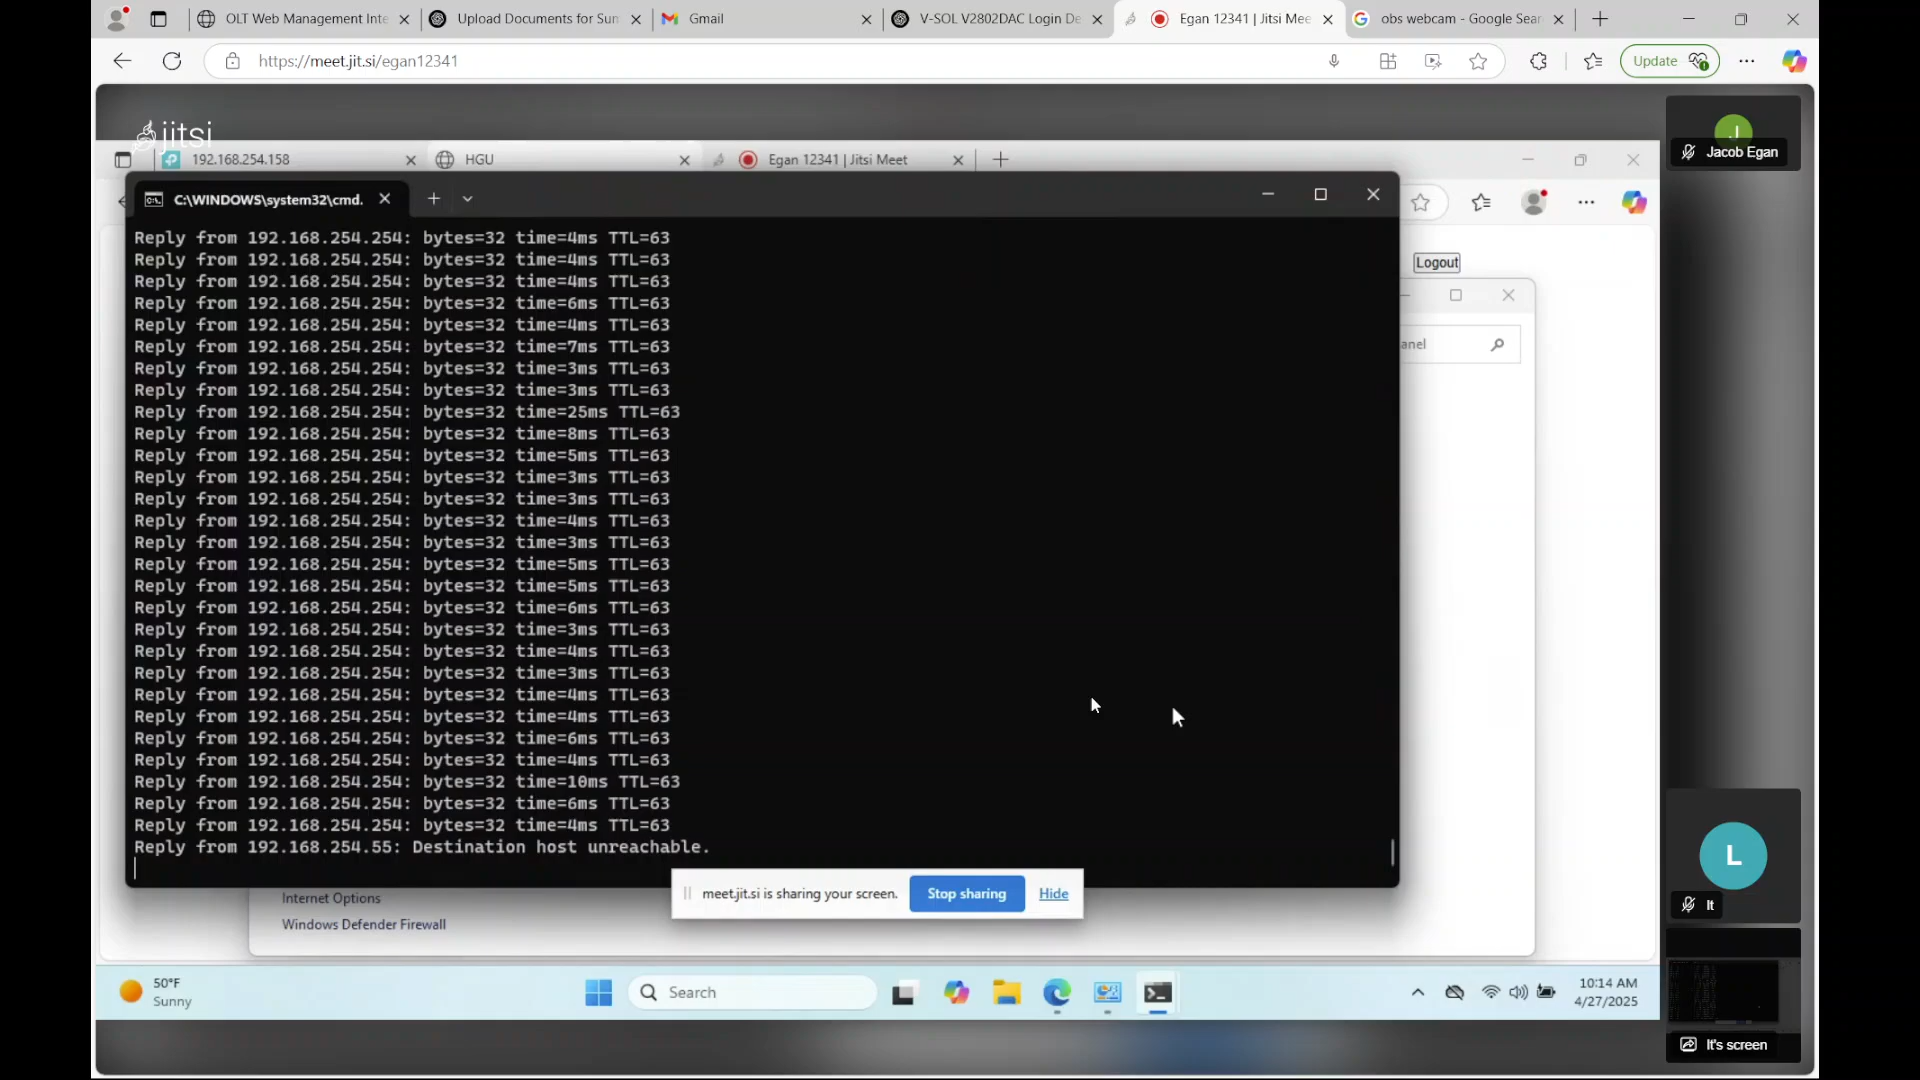 OLT Web Management Inte
Upload Documents for Sun
Gmail
V-SOL V2802DAC Login De
Egan 12341 | Jitsi Mee
obs webcam - Google Sear
https://meet.jit.si/egan12341
Update
jitsi
J
Jacob Egan
192.168.254.158
HGU
Egan 12341 | Jitsi Meet
C:\WINDOWS\system32\cmd.
Reply from 192.168.254.254: bytes=32 time=4ms TTL=63
Reply from 192.168.254.254: bytes=32 time=4ms TTL=63
Logout
Reply from 192.168.254.254: bytes=32 time=4ms TTL=63
Reply from 192.168.254.254: bytes=32 time=6ms TTL=63
Reply from 192.168.254.254: bytes=32 time=4ms TTL=63
Reply from 192.168.254.254: bytes=32 time=7ms TTL=63
anel
Reply from 192.168.254.254: bytes=32 time=3ms TTL=63
Reply from 192.168.254.254: bytes=32 time=3ms TTL=63
Reply from 192.168.254.254: bytes=32 time=25ms TTL=63
Reply from 192.168.254.254: bytes=32 time=8ms TTL=63
Reply from 192.168.254.254: bytes=32 time=5ms TTL=63
Reply from 192.168.254.254: bytes=32 time=3ms TTL=63
Reply from 192.168.254.254: bytes=32 time=3ms TTL=63
Reply from 192.168.254.254: bytes=32 time=4ms TTL=63
Reply from 192.168.254.254: bytes=32 time=3ms TTL=63
Reply from 192.168.254.254: bytes=32 time=5ms TTL=63
Reply from 192.168.254.254: bytes=32 time=5ms TTL=63
Reply from 192.168.254.254: bytes=32 time=6ms TTL=63
Reply from 192.168.254.254: bytes=32 time=3ms TTL=63
Reply from 192.168.254.254: bytes=32 time=4ms TTL=63
Reply from 192.168.254.254: bytes=32 time=3ms TTL=63
Reply from 192.168.254.254: bytes=32 time=4ms TTL=63
Reply from 192.168.254.254: bytes=32 time=4ms TTL=63
Reply from 192.168.254.254: bytes=32 time=6ms TTL=63
Reply from 192.168.254.254: bytes=32 time=4ms TTL=63
Reply from 192.168.254.254: bytes=32 time=10ms TTL=63
Reply from 192.168.254.254: bytes=32 time=6ms TTL=63
Reply from 192.168.254.254: bytes=32 time=4ms TTL=63
Reply from 192.168.254.55: Destination host unreachable.
L
lt
meet.jit.si is sharing your screen.
Stop sharing
Hide
Internet Options
Windows Defender Firewall
50°F
Sunny
Search
10:14 AM
4/27/2025
lt's screen